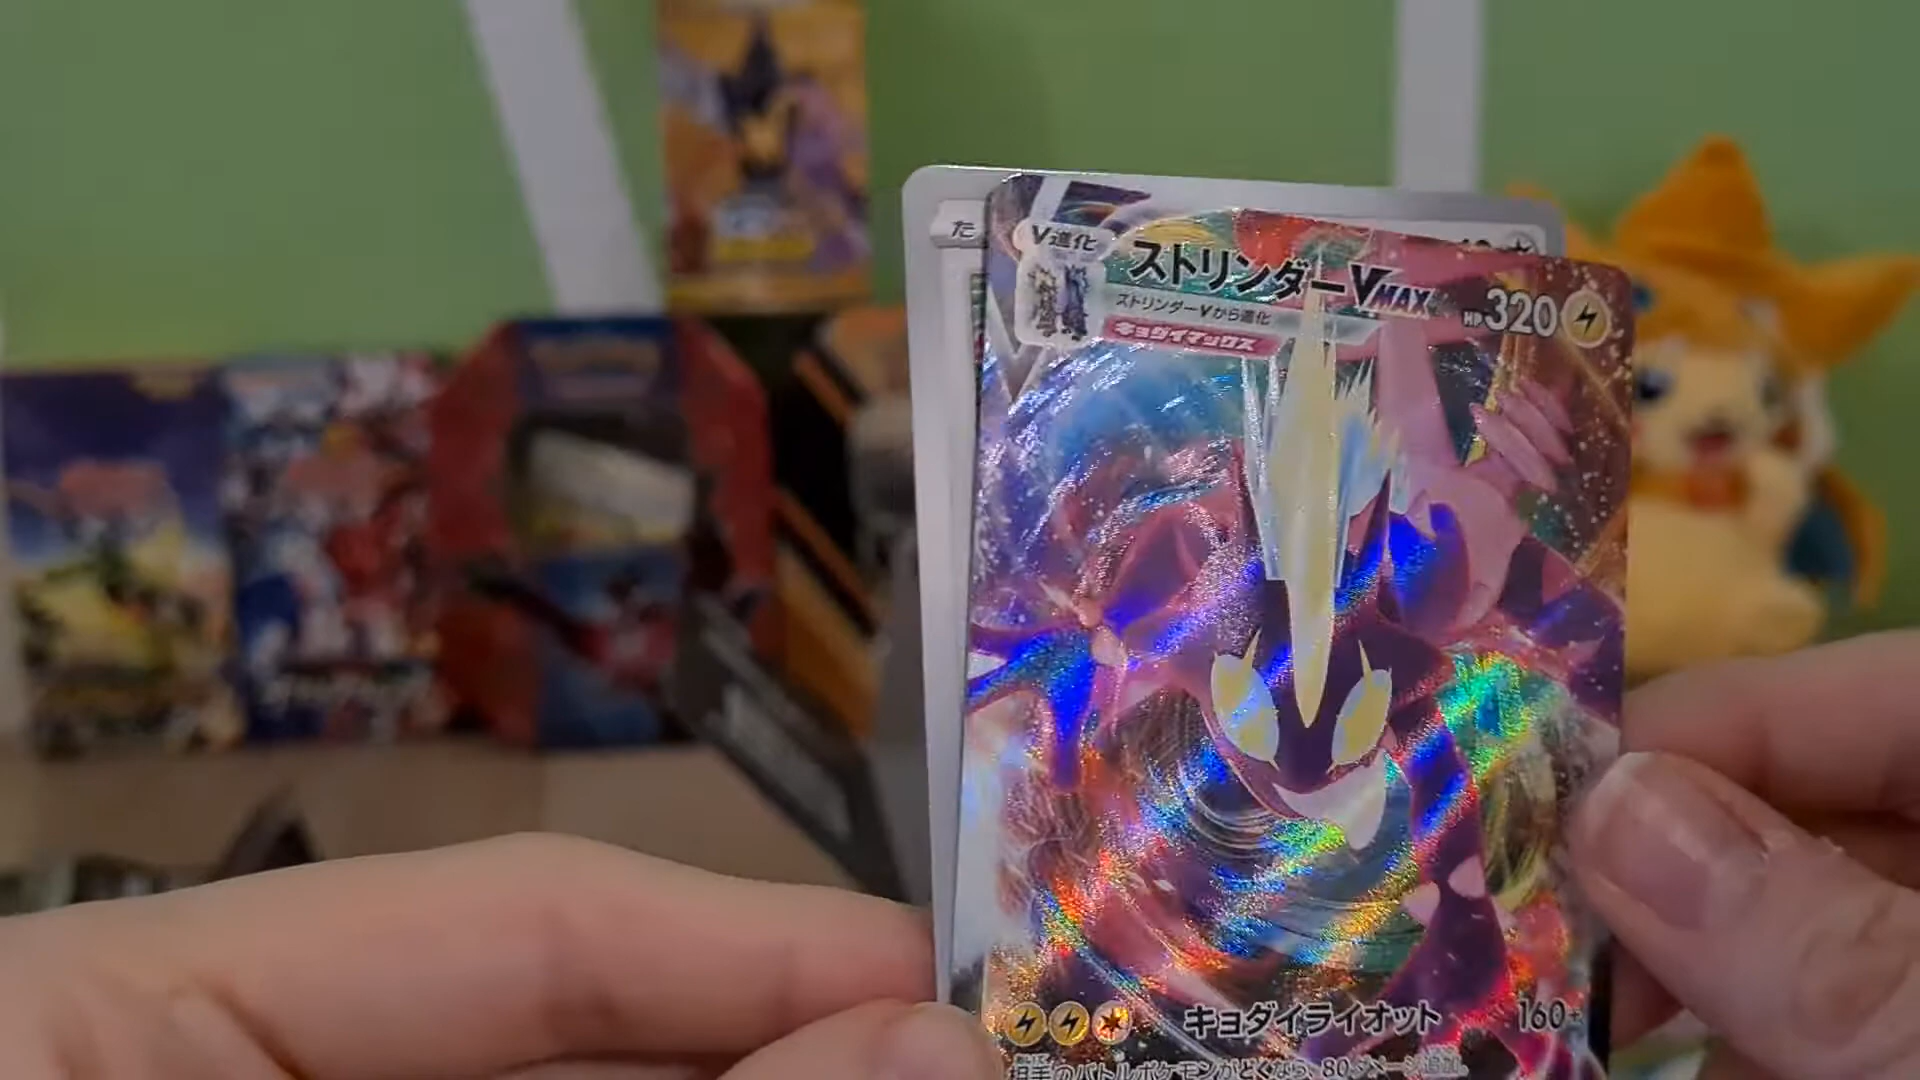 た
V進化
ストリンダーVMAX
HP320
ストリンダーVから進化
キョダイマックス
キョダイライオット 160+
相手のバトルポケモンがどくなら、80ダメージ追加。